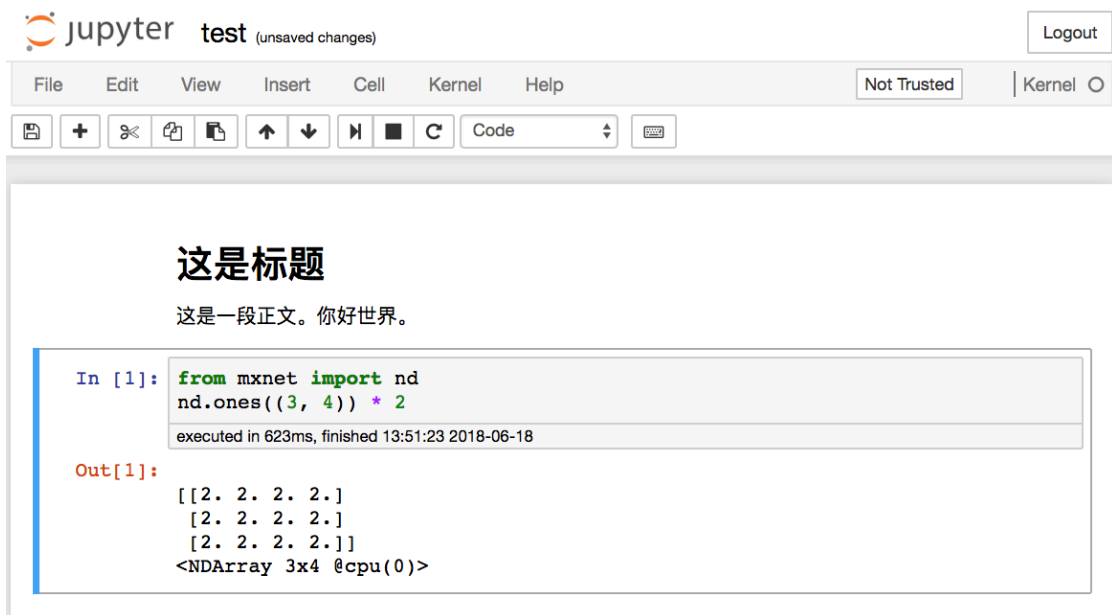 jupyter test (unsaved changes) Logout
File Edit View Insert Cell Kernel Help Not Trusted Kernel
Code
这是标题
这是一段正文。你好世界。
In [1]: from mxnet import nd
nd.ones((3, 4)) * 2
executed in 623ms, finished 13:51:23 2018-06-18
Out[1]:
[[2. 2. 2. 2.]
[2. 2. 2. 2.]
[2. 2. 2. 2.]]
<NDArray 3x4 @cpu(0)>